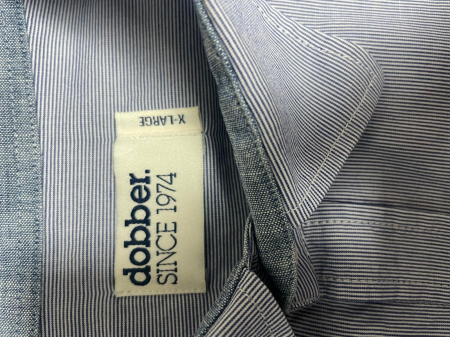 dobber.
SINCE 1974
X-LARGE